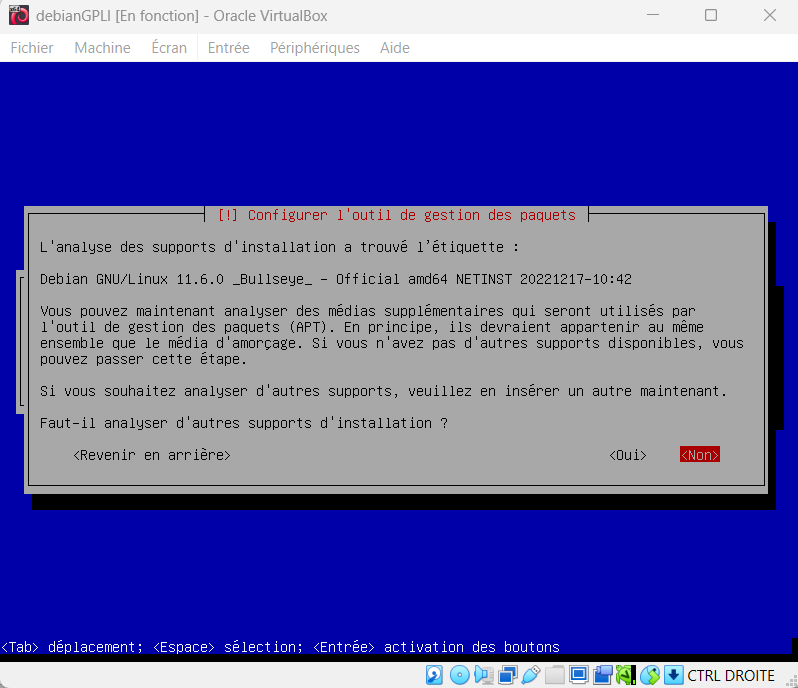 debianGPLI [En fonction] - Oracle VirtualBox
Fichier Machine Écran Entrée Périphériques Aide
[!] Configurer l'outil de gestion des paquets
L'analyse des supports d'installation a trouvé l’étiquette :
Debian GNU/Linux 11.6.0 _Bullseye_ - Official amd64 NETINST 20221217-10:42
Vous pouvez maintenant analyser des médias supplémentaires qui seront utilisés par
l'outil de gestion des paquets (APT). En principe, ils devraient appartenir au même
ensemble que le média d'amorçage. Si vous n'avez pas d'autres supports disponibles, vous
pouvez passer cette étape.
Si vous souhaitez analyser d'autres supports, veuillez en insérer un autre maintenant.
Faut-il analyser d'autres supports d'installation ?
<Revenir en arrière> <Oui> <Non>
<Tab> déplacement; <Espace> sélection; <Entrée> activation des boutons
CTRL DROITE